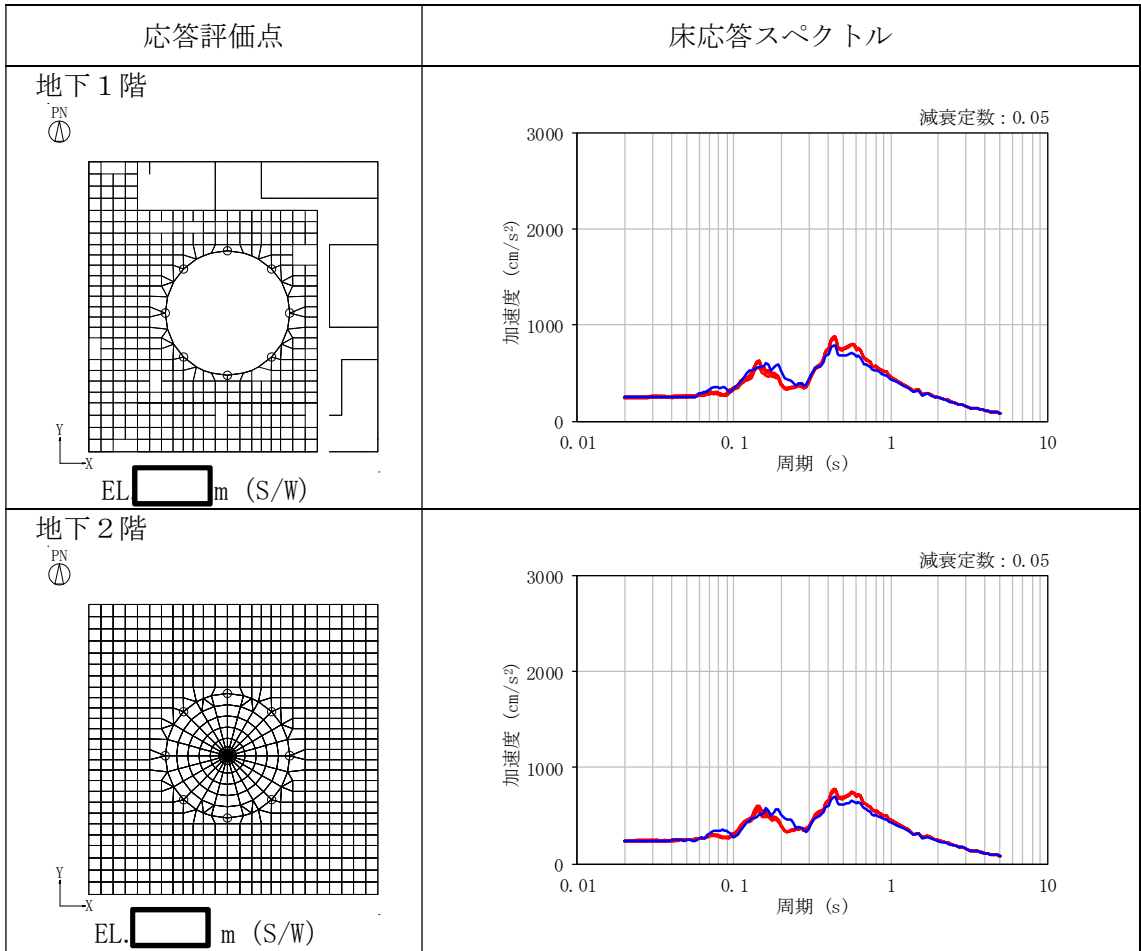 応答評価点
床応答スペクトル
地下1階
PN
Y
X
EL. m (S/W)
減衰定数:0.05
3000
2000
1000
0
加速度 (cm/s²)
0.01
0.1
1
10
周期 (s)
地下2階
PN
Y
X
EL. m (S/W)
減衰定数:0.05
3000
2000
1000
0
加速度 (cm/s²)
0.01
0.1
1
10
周期 (s)